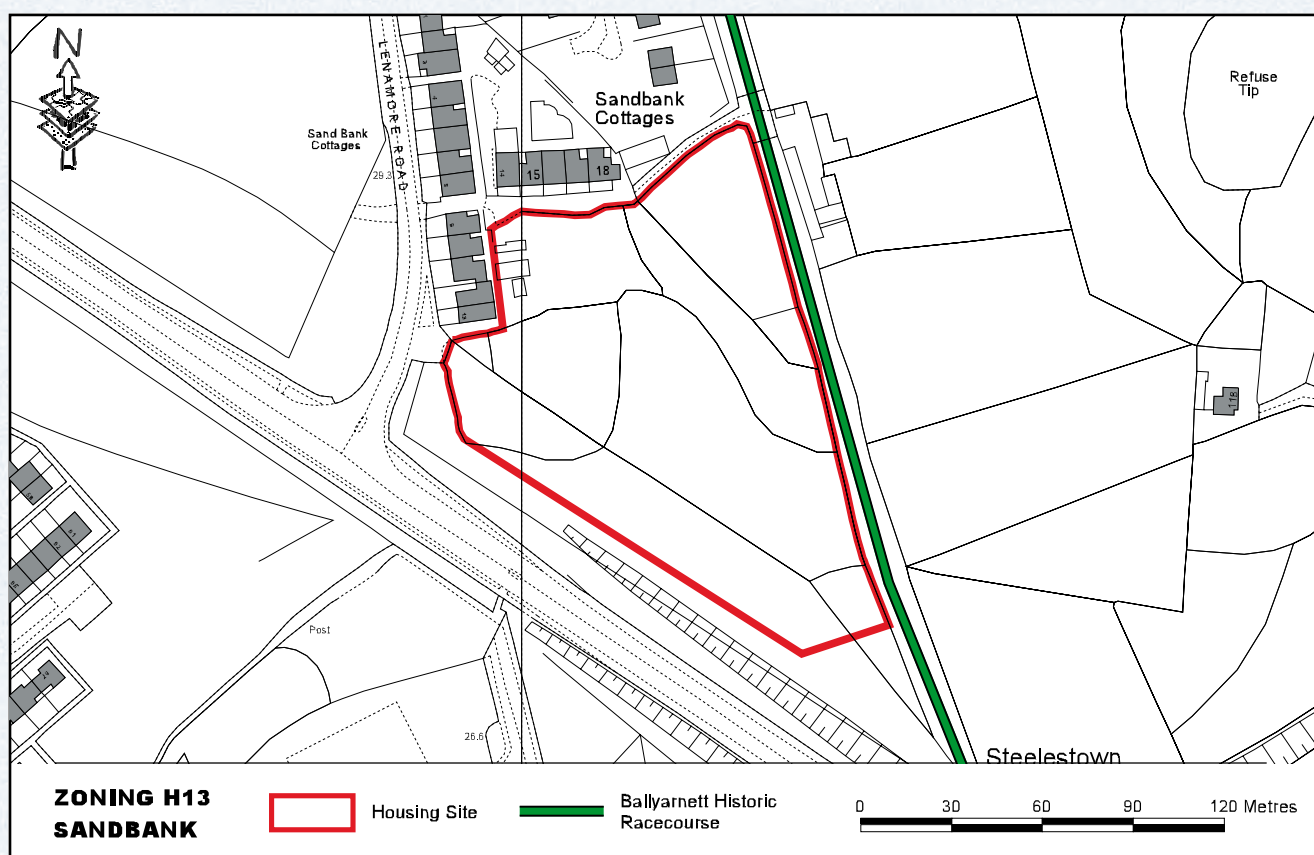 N
LENAMORE ROAD
Sandbank
Cottages
Sand Bank
Cottages
29.3
Refuse
Tip
15
18
118
Post
26.6
Steelestown
ZONING H13
SANDBANK
Housing Site
Ballyarnett Historic
Racecourse
0 30 60 90 120 Metres